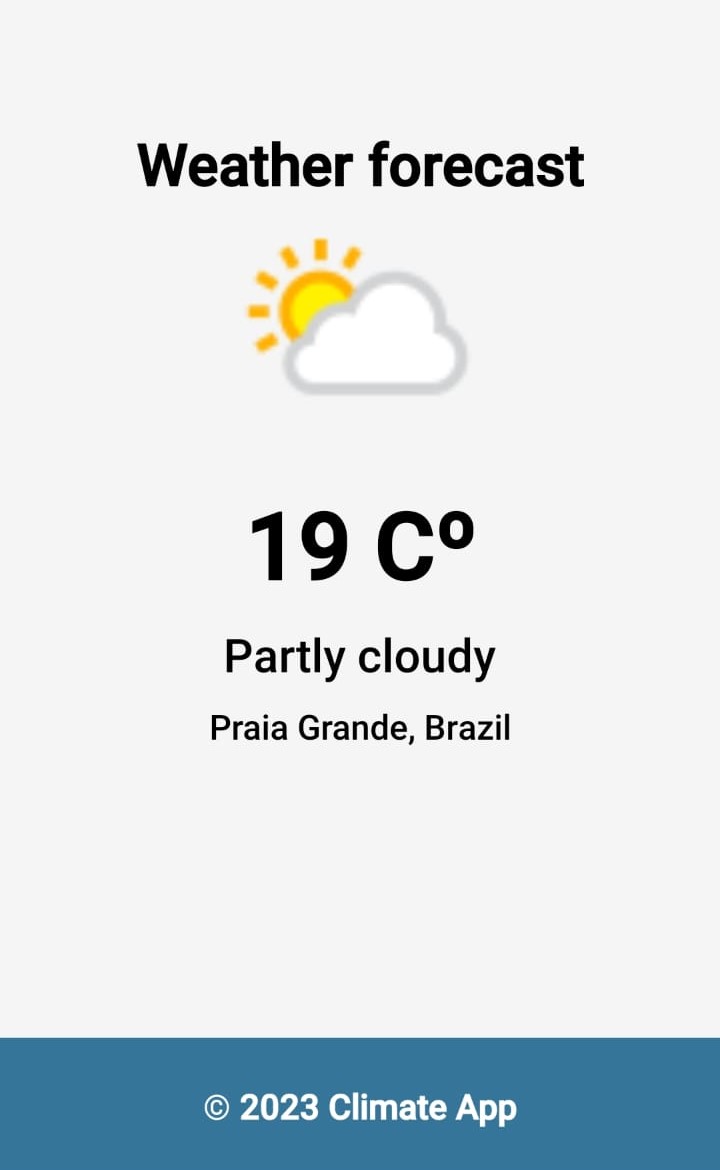 Weather forecast
19 Cº
Partly cloudy
Praia Grande, Brazil
© 2023 Climate App